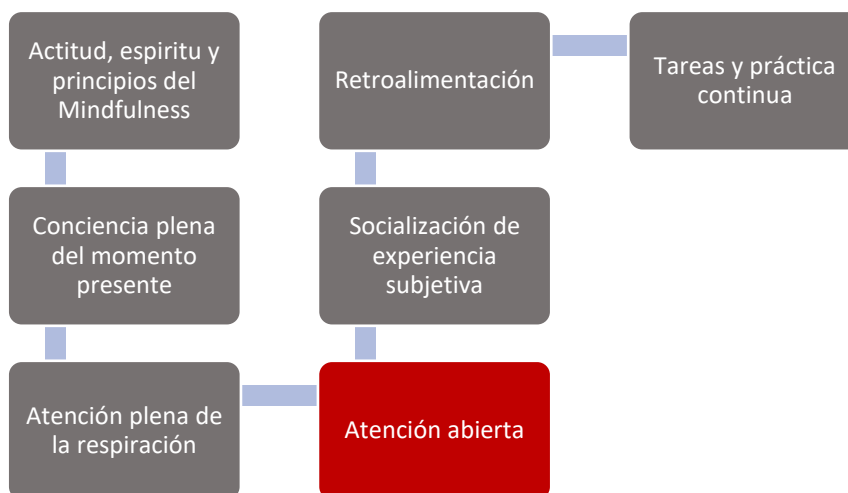 Actitud, espiritu y
principios del
Mindfulness
Conciencia plena
del momento
presente
Atención plena de
la respiración
Atención abierta
Socialización de
experiencia
subjetiva
Retroalimentación
Tareas y práctica
continua